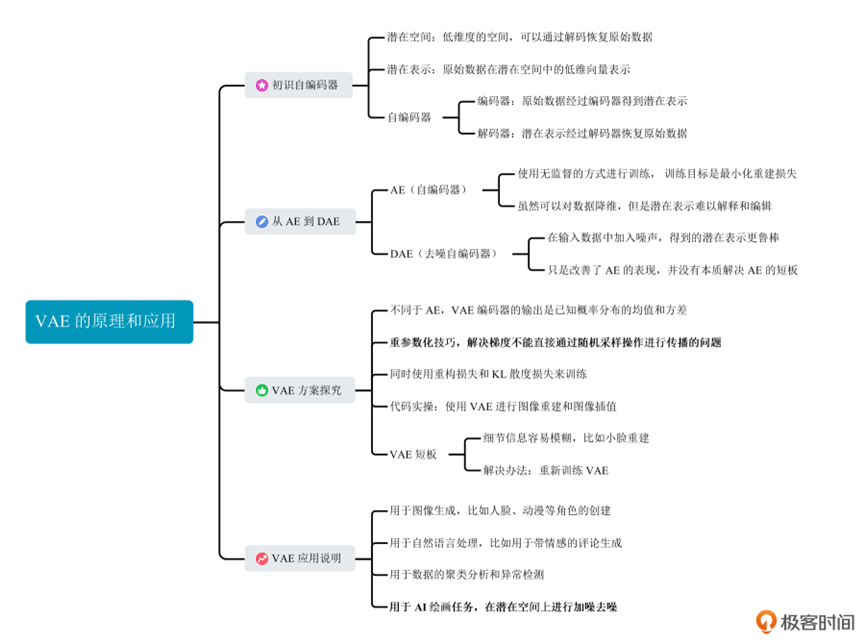 潜在空间：低维度的空间，可以通过解码恢复原始数据
潜在表示：原始数据在潜在空间中的低维向量表示
初识自编码器
编码器：原始数据经过编码器得到潜在表示
自编码器
解码器：潜在表示经过解码器恢复原始数据
使用无监督的方式进行训练， 训练目标是最小化重建损失
AE（自编码器）
虽然可以对数据降维，但是潜在表示难以解释和编辑
从 AE 到 DAE
在输入数据中加入噪声，得到的潜在表示更鲁棒
DAE（去噪自编码器）
只是改善了 AE 的表现，并没有本质解决 AE 的短板
VAE 的原理和应用
不同于 AE，VAE 编码器的输出是已知概率分布的均值和方差
重参数化技巧，解决梯度不能直接通过随机采样操作进行传播的问题
同时使用重构损失和 KL 散度损失来训练
VAE 方案探究
代码实操：使用 VAE 进行图像重建和图像插值
细节信息容易模糊，比如小脸重建
VAE 短板
解决办法：重新训练 VAE
用于图像生成，比如人脸、动漫等角色的创建
用于自然语言处理，比如用于带情感的评论生成
VAE 应用说明
用于数据的聚类分析和异常检测
用于 AI 绘画任务，在潜在空间上进行加噪去噪
极客时间